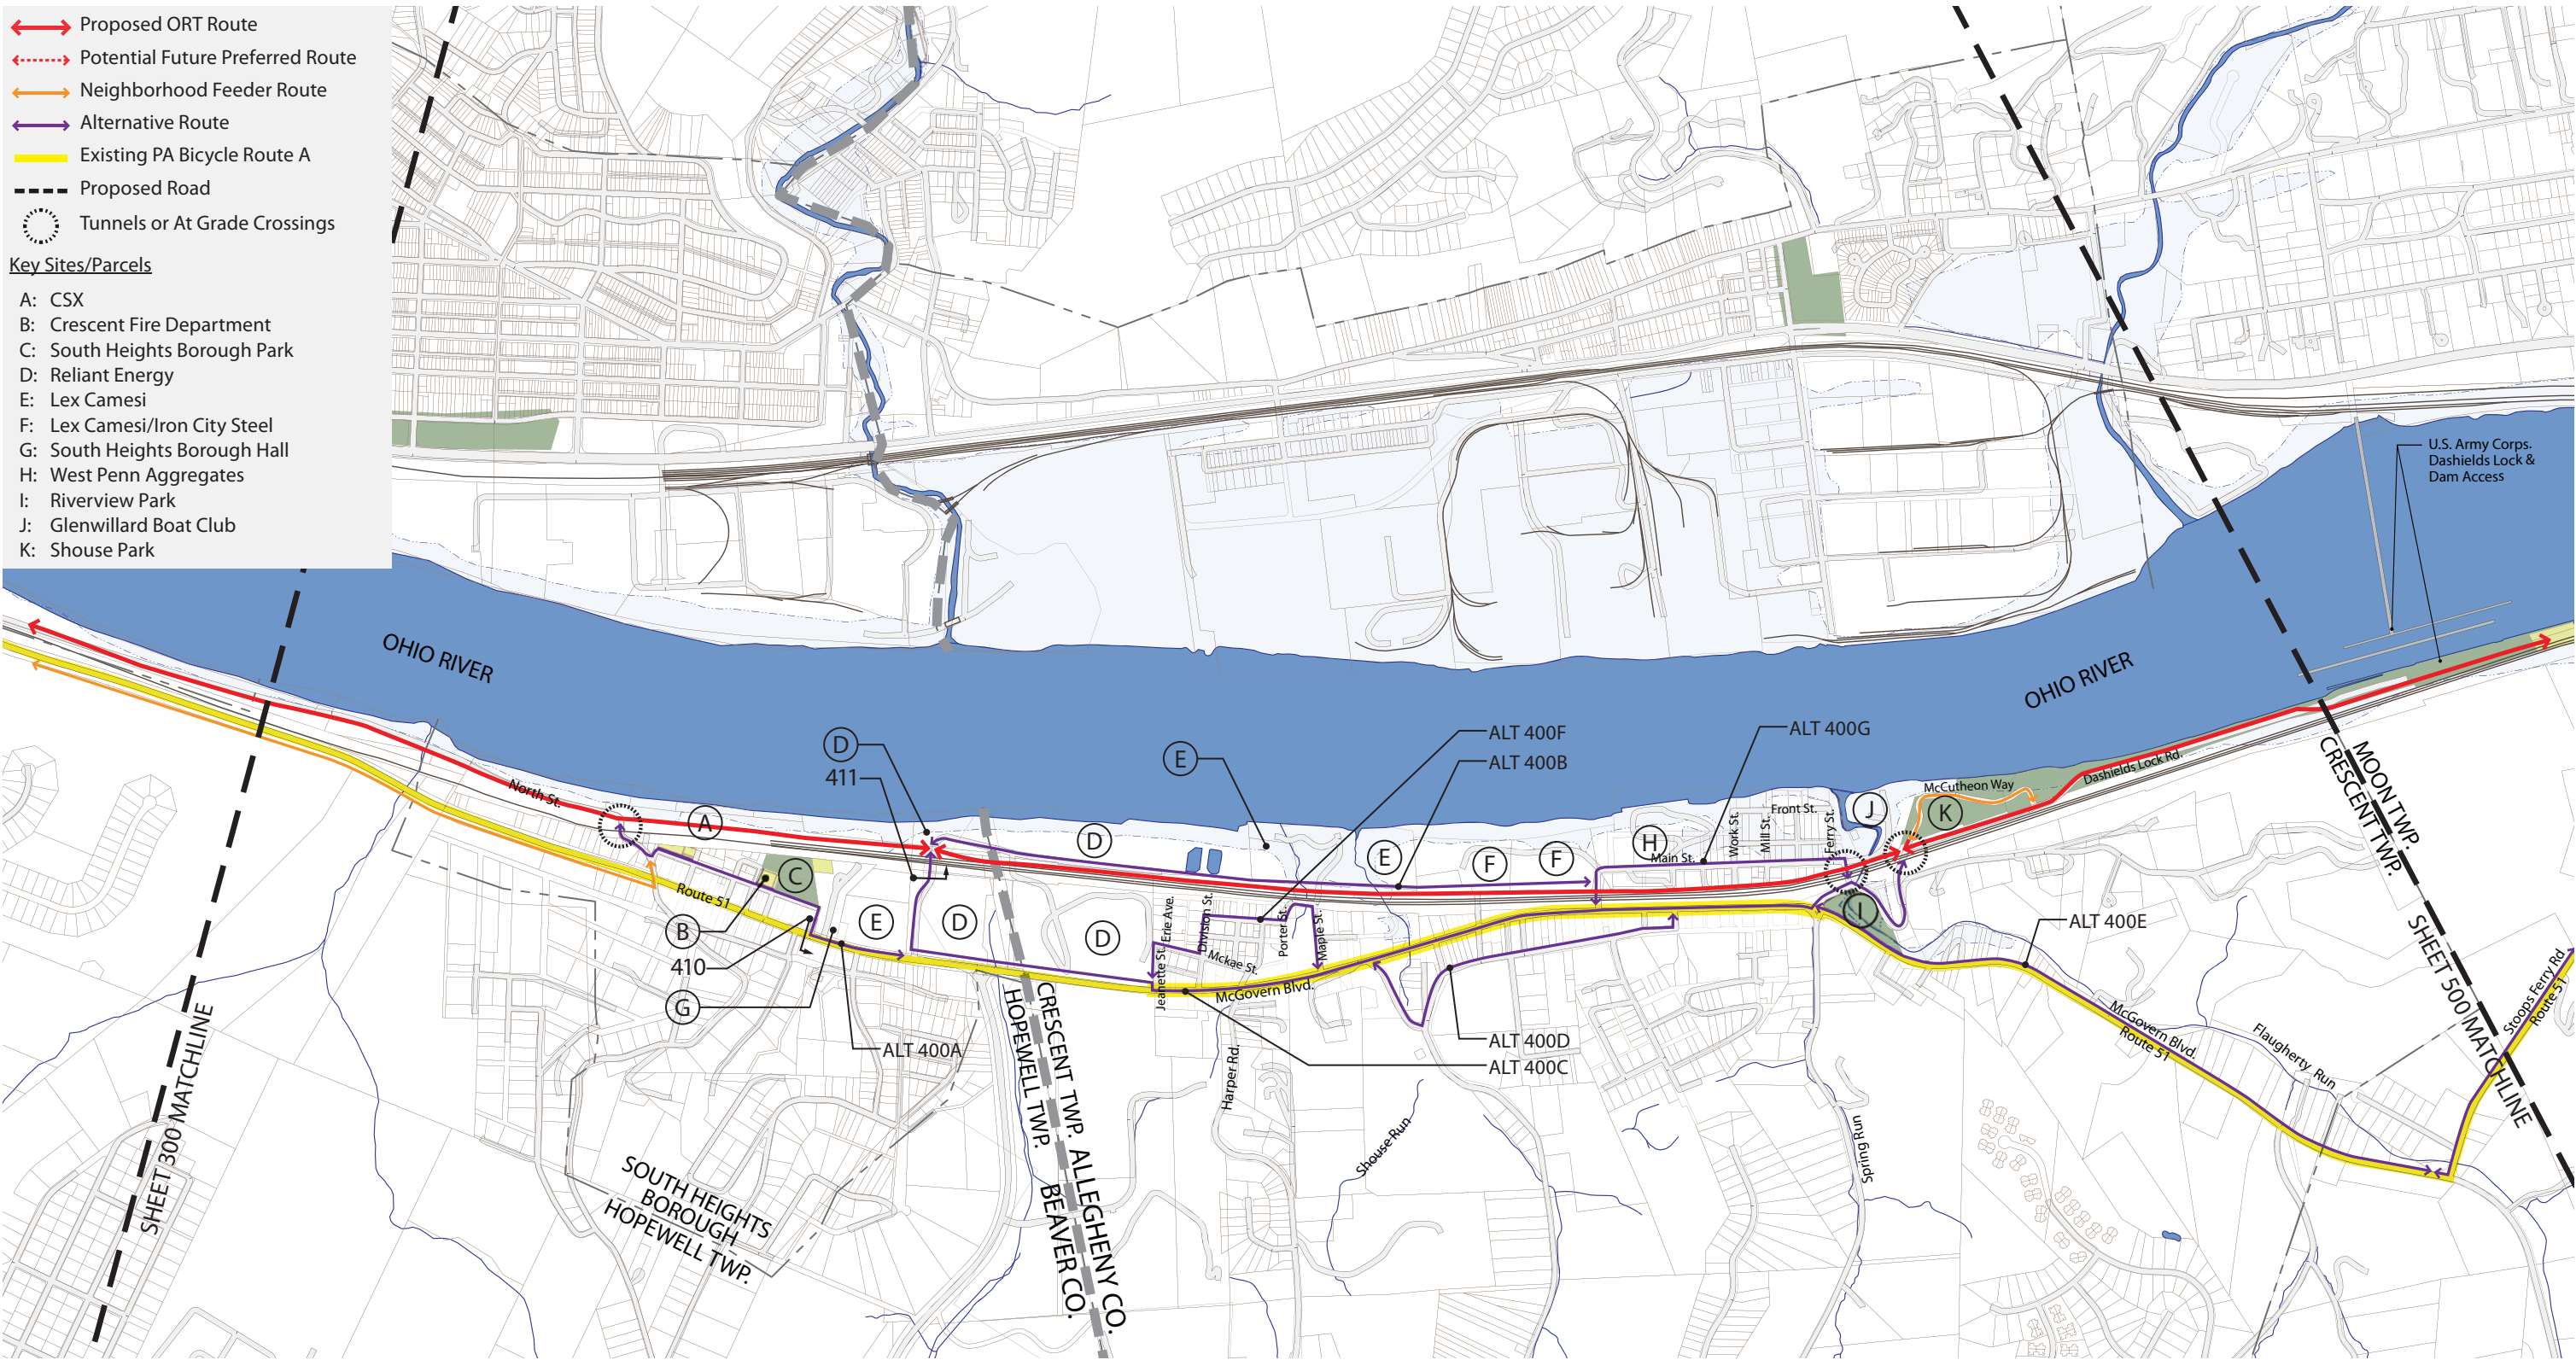 Proposed ORT Route
Potential Future Preferred Route
Neighborhood Feeder Route
Alternative Route
Existing PA Bicycle Route A
Proposed Road
Tunnels or At Grade Crossings
Key Sites/Parcels
A: CSX
B: Crescent Fire Department
C: South Heights Borough Park
D: Reliant Energy
E: Lex Camesi
F: Lex Camesi/Iron City Steel
G: South Heights Borough Hall
H: West Penn Aggregates
I: Riverview Park
J: Glenwillard Boat Club
K: Shouse Park
U.S. Army Corps.
Dashields Lock &
Dam Access
OHIO RIVER
OHIO RIVER
North St.
A
D
411
E
ALT 400F
ALT 400B
ALT 400G
D
E
F
F
H
Main St.
Work St.
Mill St.
Front St.
Ferry St.
J
K
McCutheon Way
Dashields Lock Rd.
MOON TWP.
CRESCENT TWP.
Route 51
C
B
E
D
D
410
G
ALT 400A
Jeanette St.
Erie Ave.
Division St.
Mckae St.
Porter St.
Maple St.
McGovern Blvd.
I
ALT 400E
ALT 400D
ALT 400C
McGovern Blvd.
Route 51
Flaugherty Run
Stoops Ferry Rd
Route 51
SHEET 300 MATCHLINE
SHEET 500 MATCHLINE
CRESCENT TWP.
HOPEWELL TWP.
ALLEGHENY CO.
BEAVER CO.
Harper Rd.
Shouse Run
Spring Run
SOUTH HEIGHTS
BOROUGH
HOPEWELL TWP.